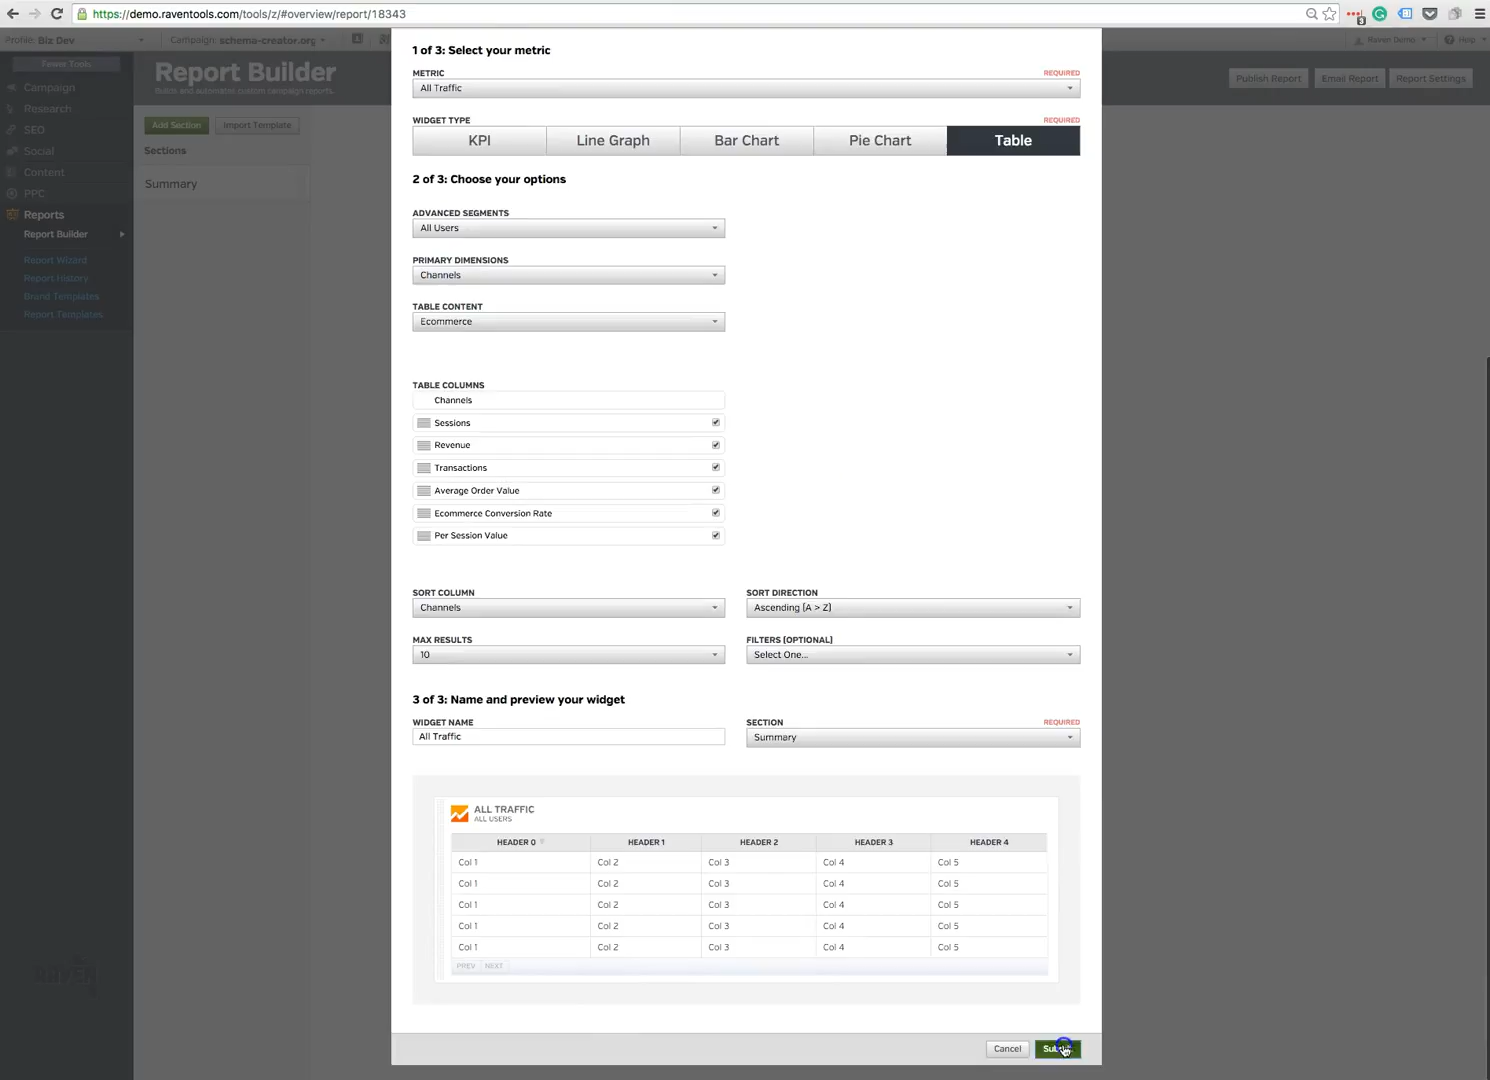 https://demo.raventools.com/tools/z/#overview/report/18343
3
Profile: Biz Dev
Campaign: schema-creator.org
Raven Demo
Help
Fewer Tools
Campaign
Research
SEO
Social
Content
PPC
Reports
Report Builder
Report Wizard
Report History
Brand Templates
Report Templates
RAVEN
Report Builder
Builds and automates custom campaign reports.
Publish Report
Email Report
Report Settings
Add Section
Import Template
Sections
Summary
1 of 3: Select your metric
METRIC
REQUIRED
All Traffic
WIDGET TYPE
REQUIRED
KPI
Line Graph
Bar Chart
Pie Chart
Table
2 of 3: Choose your options
ADVANCED SEGMENTS
All Users
PRIMARY DIMENSIONS
Channels
TABLE CONTENT
Ecommerce
TABLE COLUMNS
Channels
Sessions
Revenue
Transactions
Average Order Value
Ecommerce Conversion Rate
Per Session Value
SORT COLUMN
SORT DIRECTION
Channels
Ascending (A > Z)
MAX RESULTS
FILTERS (OPTIONAL)
10
Select One...
3 of 3: Name and preview your widget
WIDGET NAME
SECTION
REQUIRED
All Traffic
Summary
ALL TRAFFIC
ALL USERS
HEADER 0 HEADER 1 HEADER 2 HEADER 3 HEADER 4
Col 1 Col 2 Col 3 Col 4 Col 5
Col 1 Col 2 Col 3 Col 4 Col 5
Col 1 Col 2 Col 3 Col 4 Col 5
Col 1 Col 2 Col 3 Col 4 Col 5
Col 1 Col 2 Col 3 Col 4 Col 5
PREV NEXT
Cancel